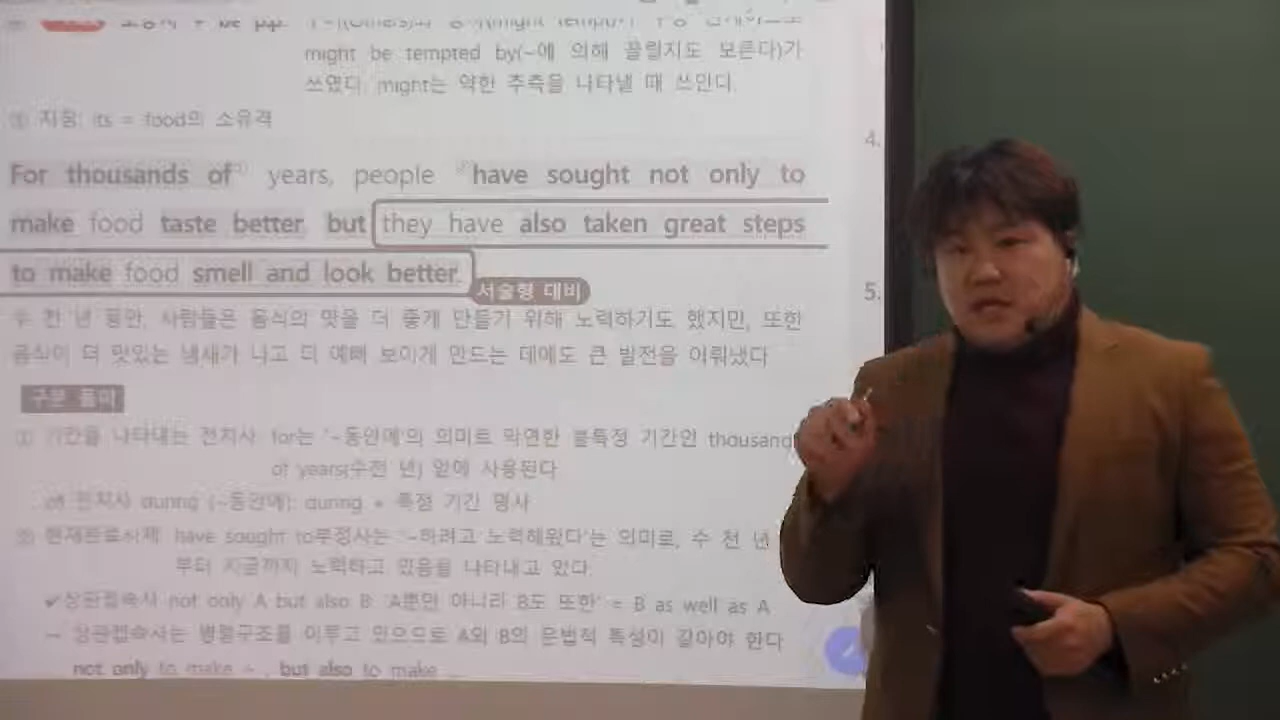 might be tempted by(~에 의해 끌릴지도 모른다)가
쓰였다. might는 약한 추측을 나타낼 때 쓰인다.
③ 지칭: its = food의 소유격
4.
For thousands of① years, people ②have sought not only to
make food taste better, but they have also taken great steps
to make food smell and look better.
서술형 대비
5.
수 천 년 동안, 사람들은 음식의 맛을 더 좋게 만들기 위해 노력하기도 했지만, 또한
음식이 더 맛있는 냄새가 나고 더 예뻐 보이게 만드는 데에도 큰 발전을 이뤄냈다
구문 풀이
① 기간을 나타내는 전치사 for는 '~동안에'의 의미로 막연한 불특정 기간인 thousand
of years(수천 년) 앞에 사용된다
cf. 전치사 during (~동안에): during + 특정 기간 명사
② 현재완료시제 have sought to부정사는 '~하려고 노력해왔다'는 의미로, 수 천 년
부터 지금까지 노력하고 있음을 나타내고 있다.
✔상관접속사 not only A but also B: 'A뿐만 아니라 B도 또한' = B as well as A
상관접속사는 병렬구조를 이루고 있으므로 A와 B의 문법적 특성이 같아야 한다
not only to make ~ , but also to make ...